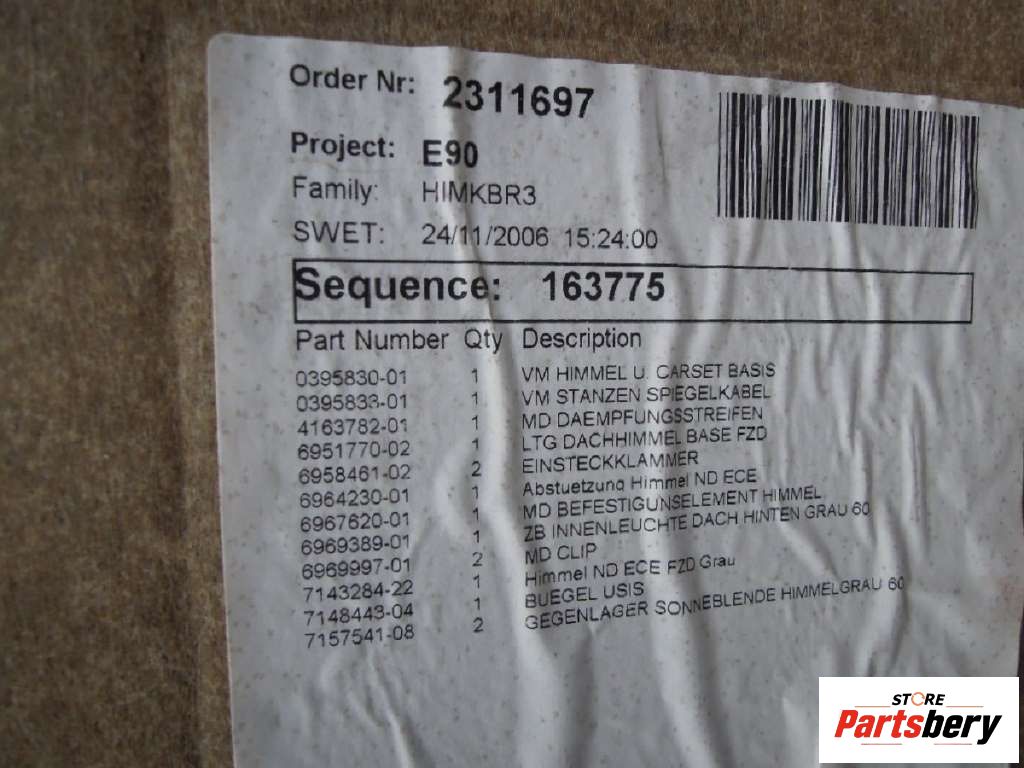 Order Nr: 2311697
Project: E90
Family: HIMKBR3
SWET: 24/11/2006 15:24:00
Sequence: 163775
Part Number Qty Description
0395830-01 1 VM HIMMEL U. CARSET BASIS
0395833-01 1 VM STANZEN SPIEGELKABEL
4163782-01 1 MD DAEMPFUNGSSTREIFEN
6951770-02 1 LTG DACHHIMMEL BASE FZD
6958461-02 2 EINSTECKKLAMMER
6964230-01 1 Abstuetzung Himmel ND ECE
6967620-01 1 MD BEFESTIGUNSELEMENT HIMMEL
6969389-01 1 ZB INNENLEUCHTE DACH HINTEN GRAU 60
6969997-01 2 MD CLIP
7143284-22 1 Himmel ND ECE FZD Grau
7148443-04 1 BUEGEL USIS
7157541-08 2 GEGENLAGER SONNEBLENDE HIMMELGRAU 60
STORE
Partsbery